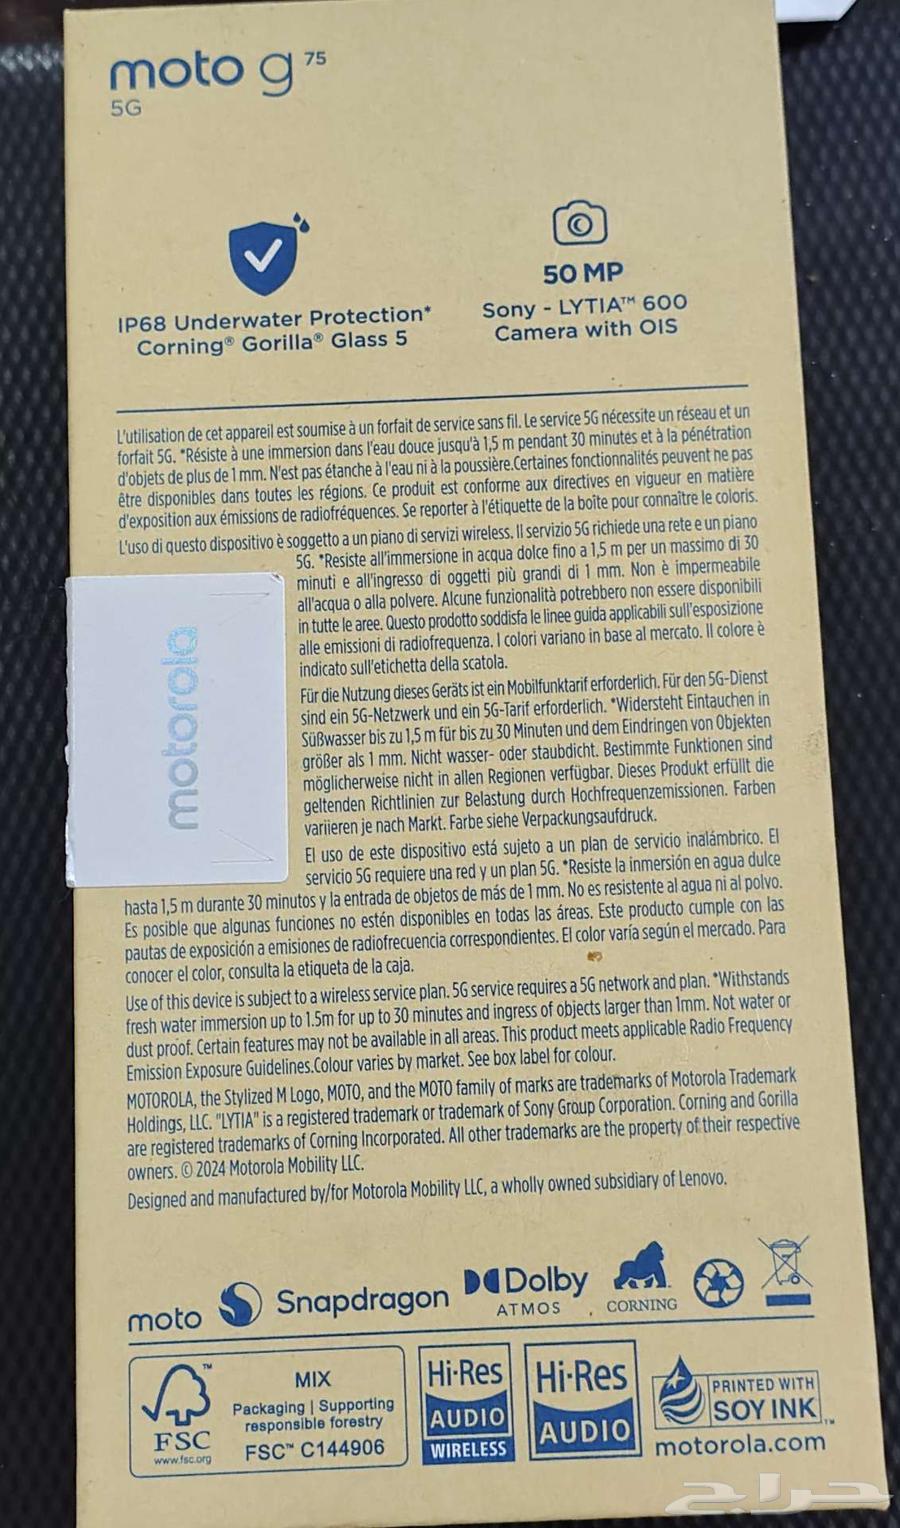 moto g 75
5G
IP68 Underwater Protection*
Corning® Gorilla® Glass 5
50 MP
Sony - LYTIA™ 600
Camera with OIS
L'utilisation de cet appareil est soumise à un forfait de service sans fil. Le service 5G nécessite un réseau et un
forfait 5G. *Résiste à une immersion dans l'eau douce jusqu'à 1,5 m pendant 30 minutes et à la pénétration
d'objets de plus de 1 mm. N'est pas étanche à l'eau ni à la poussière.Certaines fonctionnalités peuvent ne pas
être disponibles dans toutes les régions. Ce produit est conforme aux directives en vigueur en matière
d'exposition aux émissions de radiofréquences. Se reporter à l'étiquette de la boîte pour connaître le coloris.
L'uso di questo dispositivo è soggetto a un piano di servizi wireless. Il servizio 5G richiede una rete e un piano
5G. *Resiste all'immersione in acqua dolce fino a 1,5 m per un massimo di 30
minuti e all'ingresso di oggetti più grandi di 1 mm. Non è impermeabile
all'acqua o alla polvere. Alcune funzionalità potrebbero non essere disponibili
in tutte le aree. Questo prodotto soddisfa le linee guida applicabili sull'esposizione
alle emissioni di radiofrequenza. I colori variano in base al mercato. Il colore è
indicato sull'etichetta della scatola.
motorola
Für die Nutzung dieses Geräts ist ein Mobilfunktarif erforderlich. Für den 5G-Dienst
sind ein 5G-Netzwerk und ein 5G-Tarif erforderlich. *Widersteht Eintauchen in
Süßwasser bis zu 1,5 m für bis zu 30 Minuten und dem Eindringen von Objekten
größer als 1 mm. Nicht wasser- oder staubdicht. Bestimmte Funktionen sind
möglicherweise nicht in allen Regionen verfügbar. Dieses Produkt erfüllt die
geltenden Richtlinien zur Belastung durch Hochfrequenzemissionen. Farben
variieren je nach Markt. Farbe siehe Verpackungsaufdruck.
El uso de este dispositivo está sujeto a un plan de servicio inalámbrico. El
servicio 5G requiere una red y un plan 5G. *Resiste la inmersión en agua dulce
hasta 1,5 m durante 30 minutos y la entrada de objetos de más de 1 mm. No es resistente al agua ni al polvo.
Es posible que algunas funciones no estén disponibles en todas las áreas. Este producto cumple con las
pautas de exposición a emisiones de radiofrecuencia correspondientes. El color varía según el mercado. Para
conocer el color, consulta la etiqueta de la caja.
Use of this device is subject to a wireless service plan. 5G service requires a 5G network and plan. *Withstands
fresh water immersion up to 1.5m for up to 30 minutes and ingress of objects larger than 1mm. Not water or
dust proof. Certain features may not be available in all areas. This product meets applicable Radio Frequency
Emission Exposure Guidelines.Colour varies by market. See box label for colour.
MOTOROLA, the Stylized M Logo, MOTO, and the MOTO family of marks are trademarks of Motorola Trademark
Holdings, LLC. "LYTIA" is a registered trademark or trademark of Sony Group Corporation. Corning and Gorilla
are registered trademarks of Corning Incorporated. All other trademarks are the property of their respective
owners. © 2024 Motorola Mobility LLC.
Designed and manufactured by/for Motorola Mobility LLC, a wholly owned subsidiary of Lenovo.
moto Snapdragon Dolby
ATMOS
CORNING
FSC™
www.fsc.org
MIX
Packaging | Supporting
responsible forestry
FSC™ C144906
Hi-Res
AUDIO
WIRELESS
Hi-Res
AUDIO
PRINTED WITH
SOY INK™
motorola.com
حراج